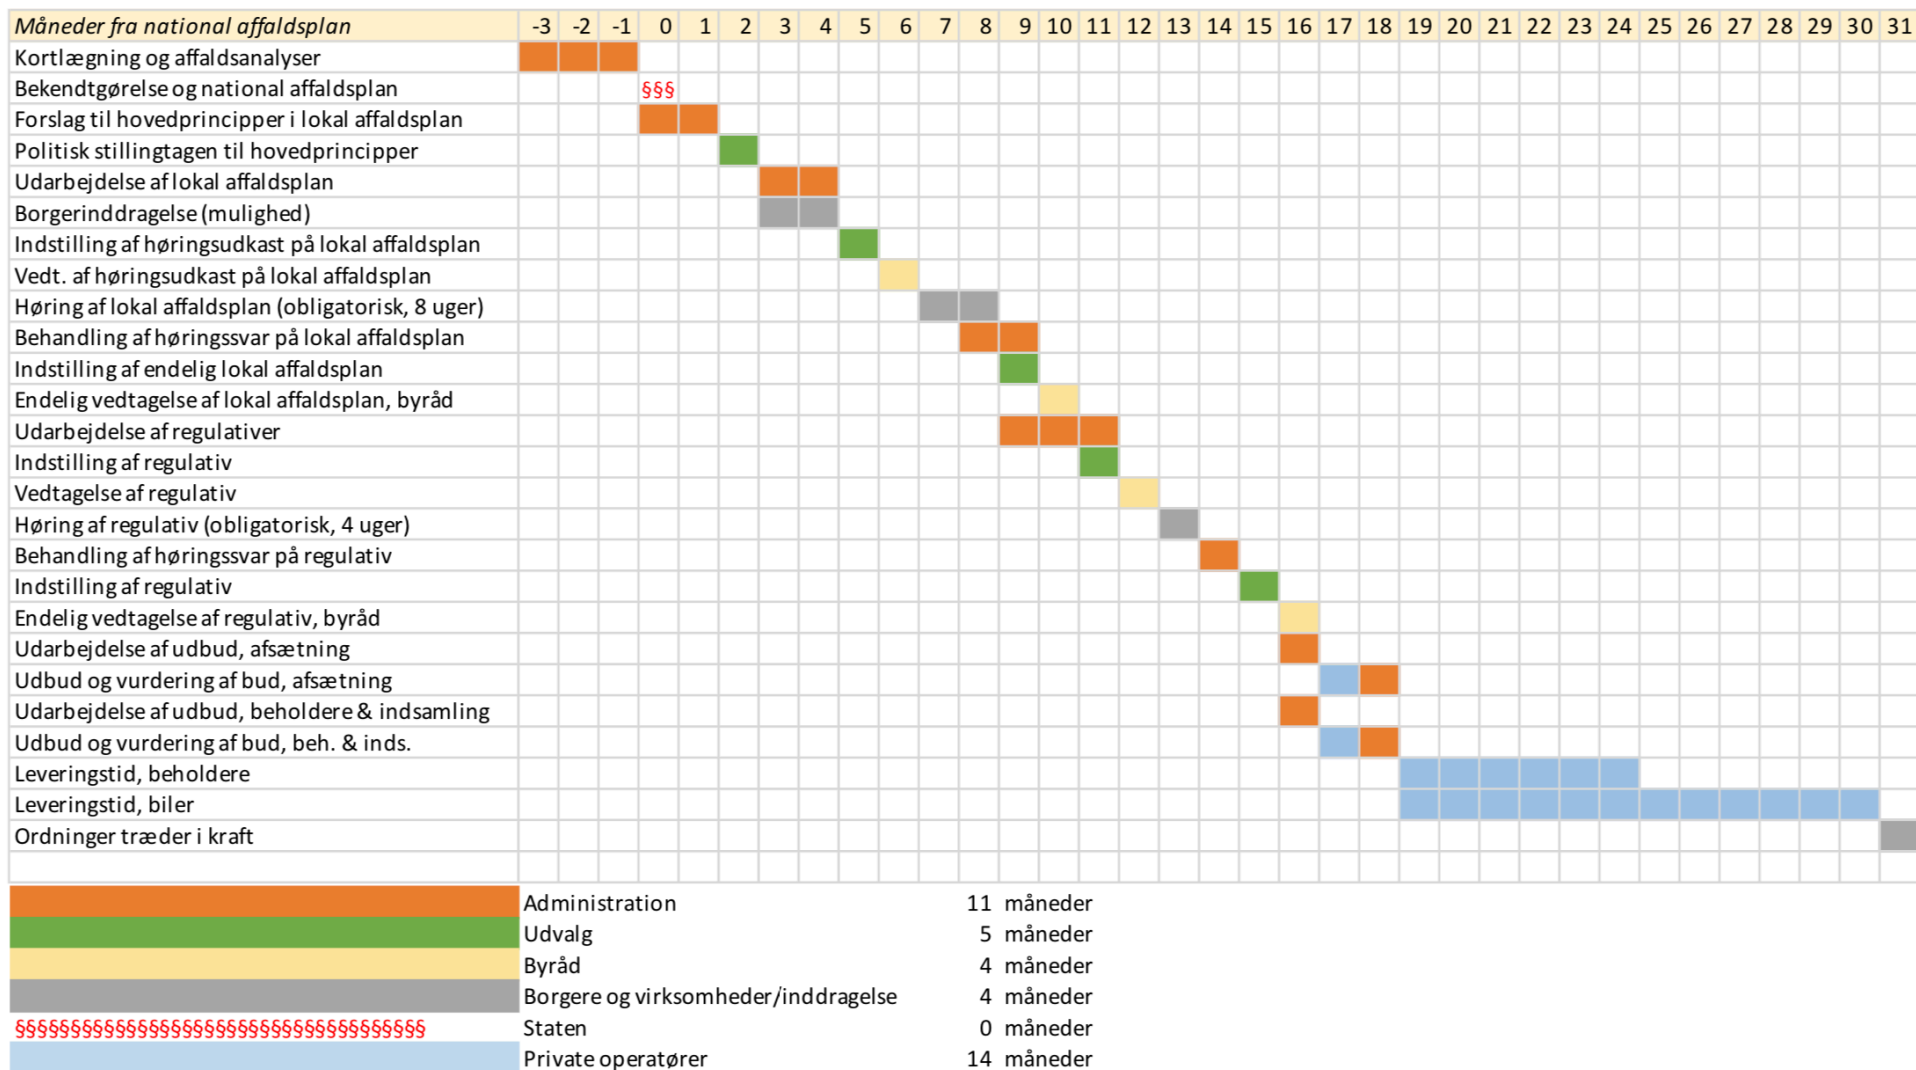 Måneder fra national affaldsplan -3 -2 -1 0 1 2 3 4 5 6 7 8 9 10 11 12 13 14 15 16 17 18 19 20 21 22 23 24 25 26 27 28 29 30 31
Kortlægning og affaldsanalyser
Bekendtgørelse og national affaldsplan §§§
Forslag til hovedprincipper i lokal affaldsplan
Politisk stillingtagen til hovedprincipper
Udarbejdelse af lokal affaldsplan
Borgerinddragelse (mulighed)
Indstilling af høringsudkast på lokal affaldsplan
Vedt. af høringsudkast på lokal affaldsplan
Høring af lokal affaldsplan (obligatorisk, 8 uger)
Behandling af høringssvar på lokal affaldsplan
Indstilling af endelig lokal affaldsplan
Endelig vedtagelse af lokal affaldsplan, byråd
Udarbejdelse af regulativer
Indstilling af regulativ
Vedtagelse af regulativ
Høring af regulativ (obligatorisk, 4 uger)
Behandling af høringssvar på regulativ
Indstilling af regulativ
Endelig vedtagelse af regulativ, byråd
Udarbejdelse af udbud, afsætning
Udbud og vurdering af bud, afsætning
Udarbejdelse af udbud, beholdere & indsamling
Udbud og vurdering af bud, beh. & inds.
Leveringstid, beholdere
Leveringstid, biler
Ordninger træder i kraft
Administration 11 måneder
Udvalg 5 måneder
Byråd 4 måneder
Borgere og virksomheder/inddragelse 4 måneder
§§§§§§§§§§§§§§§§§§§§§§§§§§§§§§§§§§§§§ Staten 0 måneder
Private operatører 14 måneder